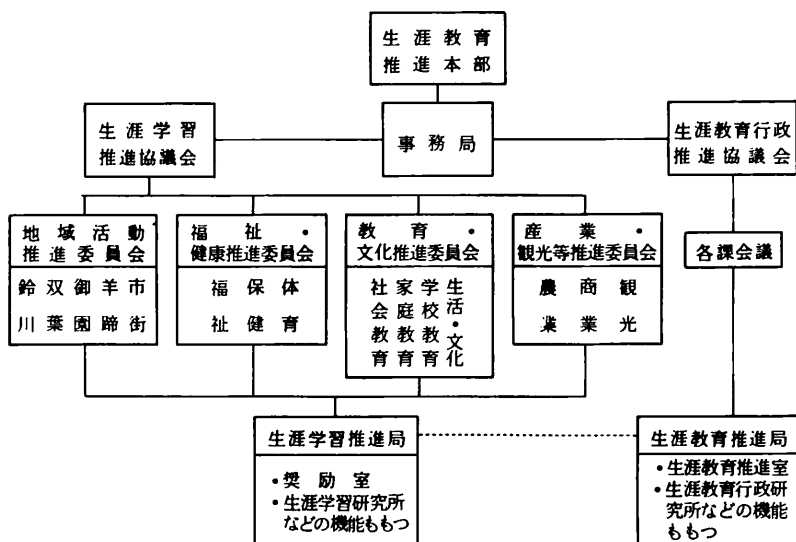 生涯教育
推進本部
生涯学習
推進協議会
事務局
生涯教育行政
推進協議会
地域活動
推進委員会
鈴川
双葉
御園
羊蹄
市街
福祉・
健康推進委員会
福祉
保健
体育
教育・
文化推進委員会
社会教育
家庭教育
学校教育
生活・文化
産業・
観光等推進委員会
農業
商業
観光
各課会議
生涯学習推進局
・奨励室
・生涯学習研究所
などの機能ももつ
生涯教育推進局
・生涯教育推進室
・生涯教育行政研
究所などの機能
ももつ